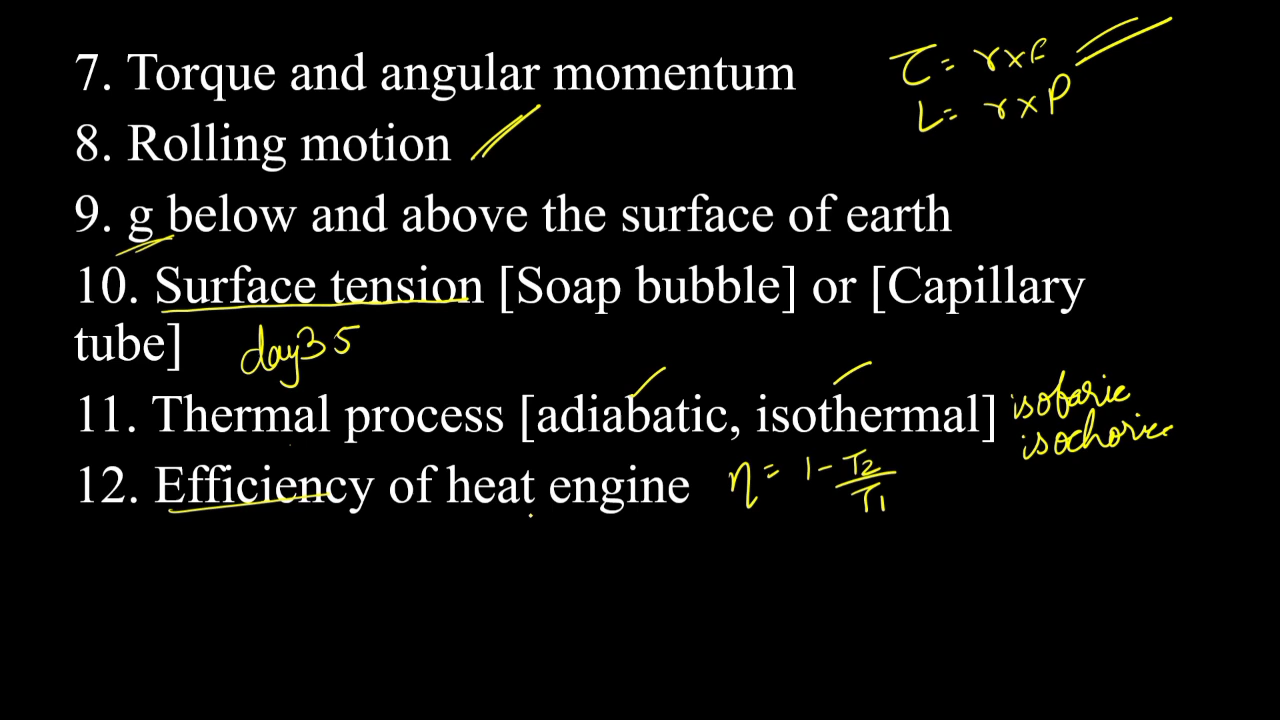 7. Torque and angular momentum τ = r×F
L = r×P
8. Rolling motion
9. g below and above the surface of earth
10. Surface tension [Soap bubble] or [Capillary
tube] day35
11. Thermal process [adiabatic, isothermal] isobaric
isochoric
12. Efficiency of heat engine η = 1 - T2/T1